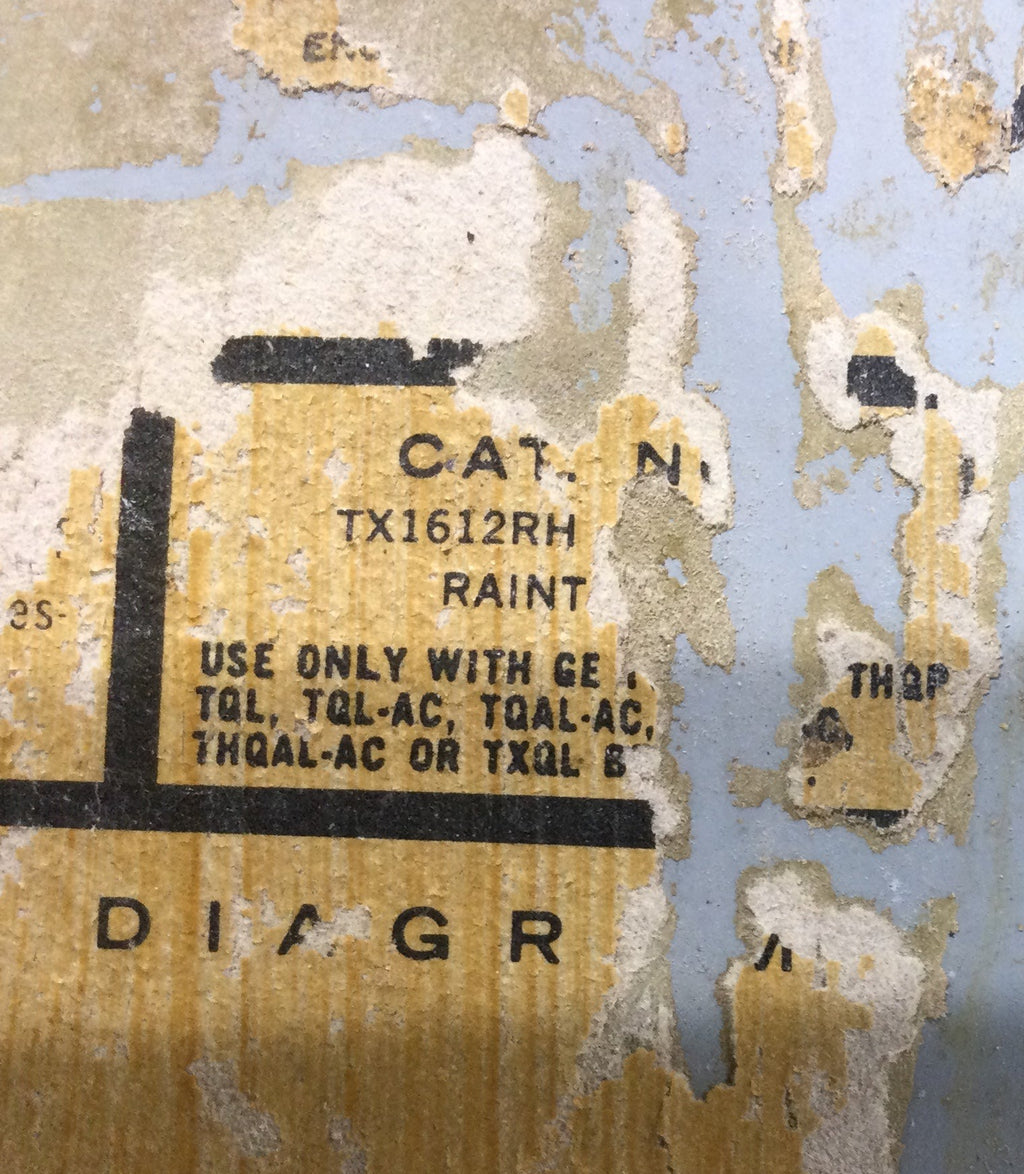 CAT.
TX1612RH
RAINT
USE ONLY WITH GE
TQL, TQL-AC, TQAL-AC, THQP
THQAL-AC OR TXQL
DIAGR